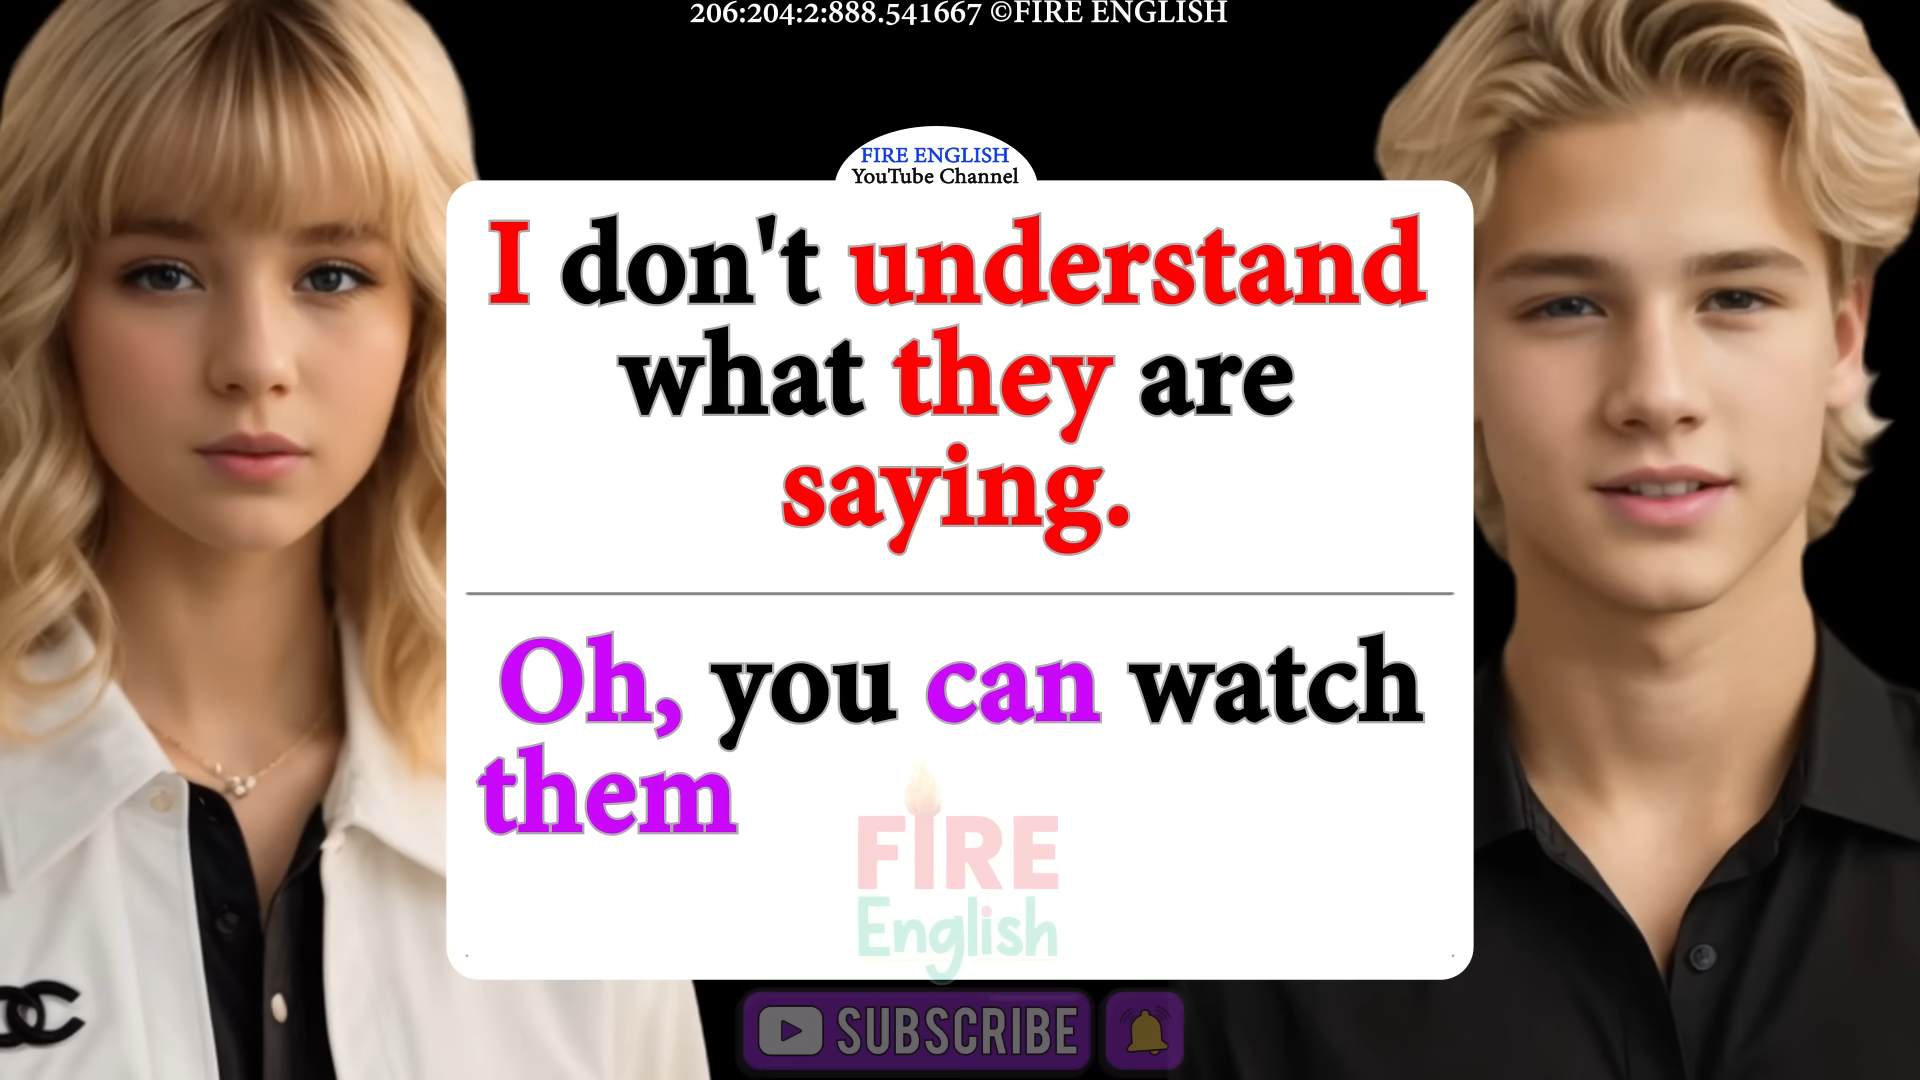 206:204:2:888.541667 ©FIRE ENGLISH
FIRE ENGLISH
YouTube Channel
I don't understand
what they are
saying.
Oh, you can watch
them
FIRE
English
SUBSCRIBE